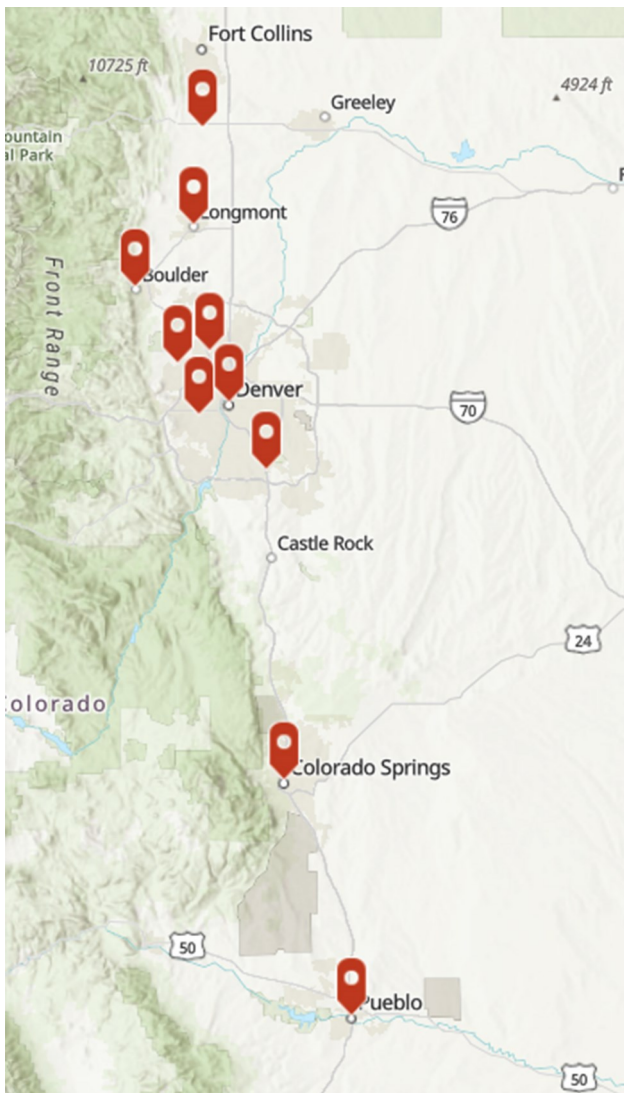 Fort Collins
10725 ft
4924 ft
Greeley
ountain
al Park
76
Longmont
Boulder
Front Range
Denver
70
Castle Rock
24
olorado
Colorado Springs
50
Pueblo
50